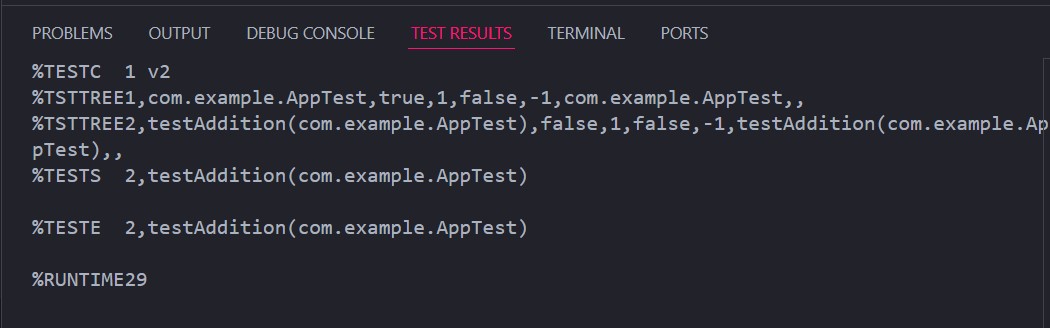 PROBLEMS OUTPUT DEBUG CONSOLE TEST RESULTS TERMINAL PORTS
%TESTC  1 v2
%TSTTREE1,com.example.AppTest,true,1,false,-1,com.example.AppTest,,
%TSTTREE2,testAddition(com.example.AppTest),false,1,false,-1,testAddition(com.example.Ap
pTest),,
%TESTS  2,testAddition(com.example.AppTest)
%TESTE  2,testAddition(com.example.AppTest)
%RUNTIME29